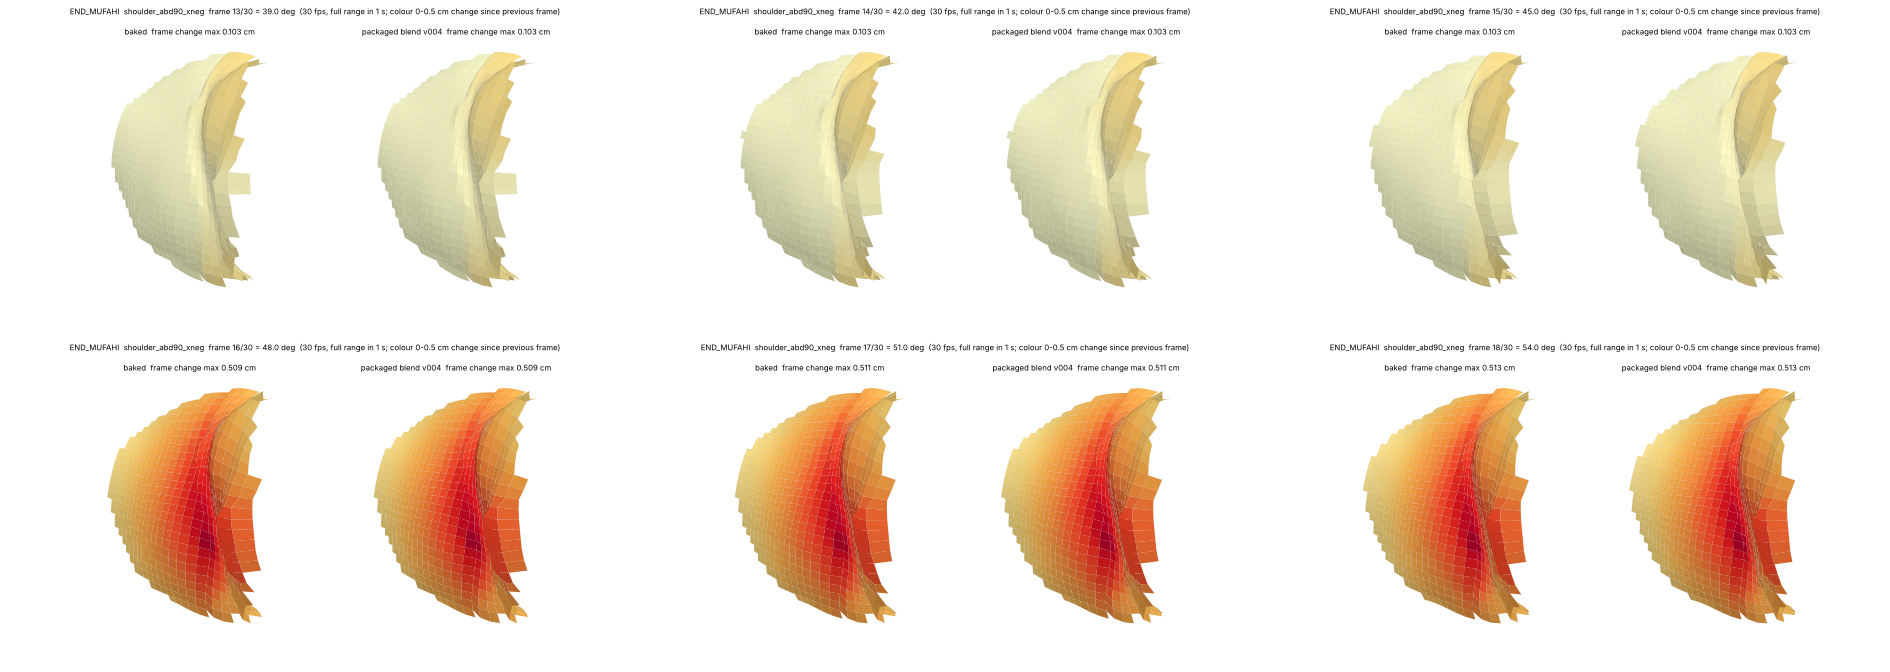 END_MUFAHI  shoulder_abd90_xneg  frame 13/30 = 39.0 deg  (30 fps, full range in 1 s; colour 0-0.5 cm change since previous frame)
baked  frame change max 0.103 cm
packaged blend v004  frame change max 0.103 cm
END_MUFAHI  shoulder_abd90_xneg  frame 14/30 = 42.0 deg  (30 fps, full range in 1 s; colour 0-0.5 cm change since previous frame)
baked  frame change max 0.103 cm
packaged blend v004  frame change max 0.103 cm
END_MUFAHI  shoulder_abd90_xneg  frame 15/30 = 45.0 deg  (30 fps, full range in 1 s; colour 0-0.5 cm change since previous frame)
baked  frame change max 0.103 cm
packaged blend v004  frame change max 0.103 cm
END_MUFAHI  shoulder_abd90_xneg  frame 16/30 = 48.0 deg  (30 fps, full range in 1 s; colour 0-0.5 cm change since previous frame)
baked  frame change max 0.509 cm
packaged blend v004  frame change max 0.509 cm
END_MUFAHI  shoulder_abd90_xneg  frame 17/30 = 51.0 deg  (30 fps, full range in 1 s; colour 0-0.5 cm change since previous frame)
baked  frame change max 0.511 cm
packaged blend v004  frame change max 0.511 cm
END_MUFAHI  shoulder_abd90_xneg  frame 18/30 = 54.0 deg  (30 fps, full range in 1 s; colour 0-0.5 cm change since previous frame)
baked  frame change max 0.513 cm
packaged blend v004  frame change max 0.513 cm